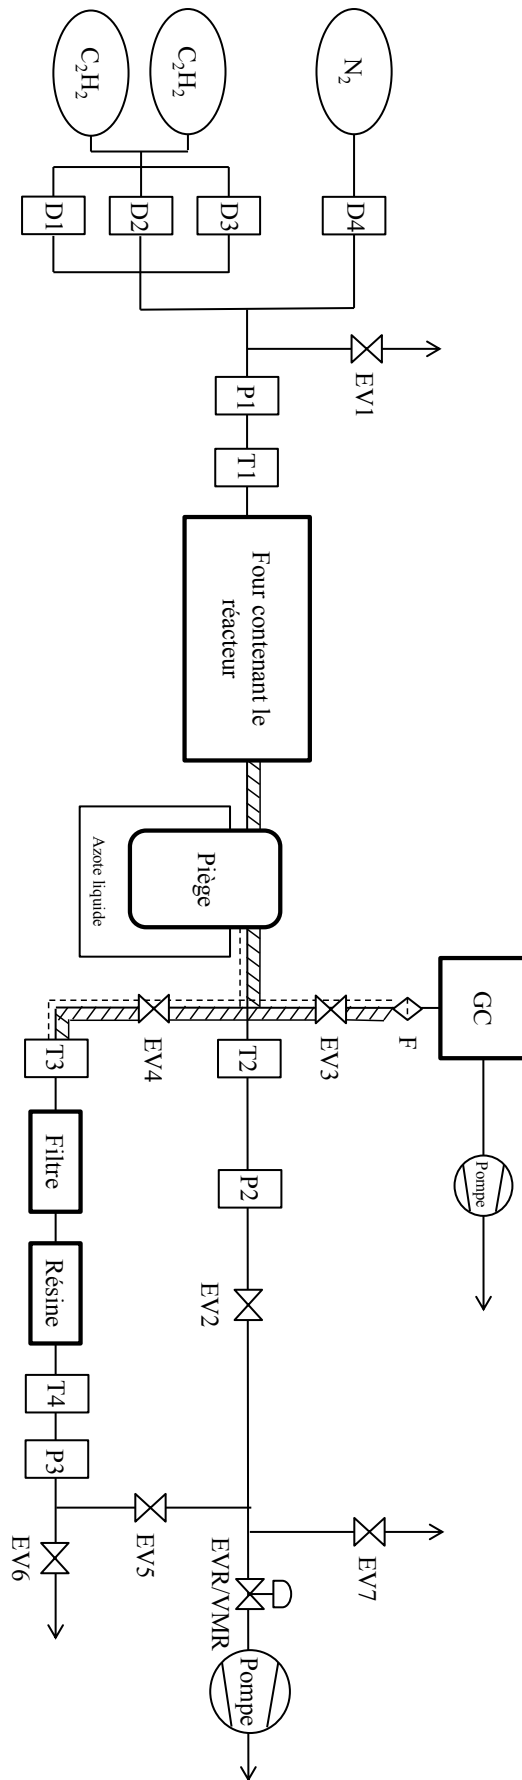 C₂H₂
C₂H₂
N₂
D1
D2
D3
D4
EV1
P1
T1
Four contenant le
réacteur
Piège
Azote liquide
GC
Pompe
F
EV3
EV4
T2
T3
P2
EV2
Filtre
Résine
T4
P3
EV5
EV6
EV7
EVR/VMR
Pompe